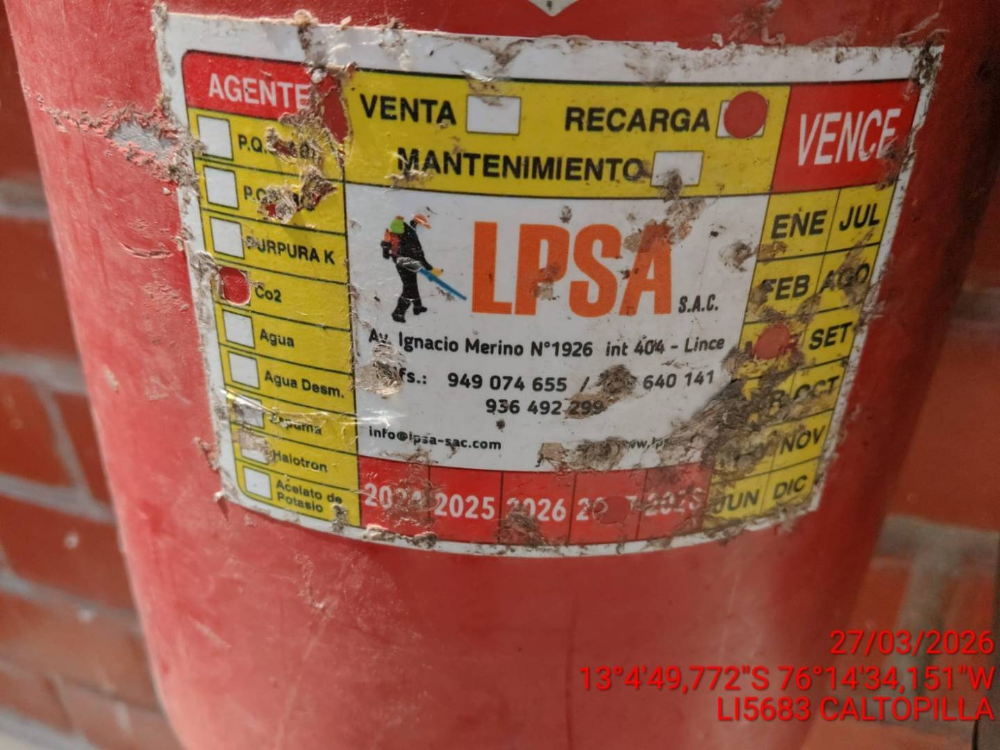 AGENTE
VENTA
RECARGA
MANTENIMIENTO
VENCE
PURPURA K
Co2
Agua
Agua Desm.
Espuma
Halotron
Acelato de
Potasio
LPSA
S.A.C.
Av. Ignacio Merino N°1926 int 404 - Lince
949 074 655 / 640 141
936 492 299
info@lpsa-sac.com
2024 2025 2026
ENE JUL
FEB AGO
SET
OCT
NOV
JUN DIC
27/03/2026
13°4'49,772"S 76°14'34,151"W
LI5683 CALTOPILLA